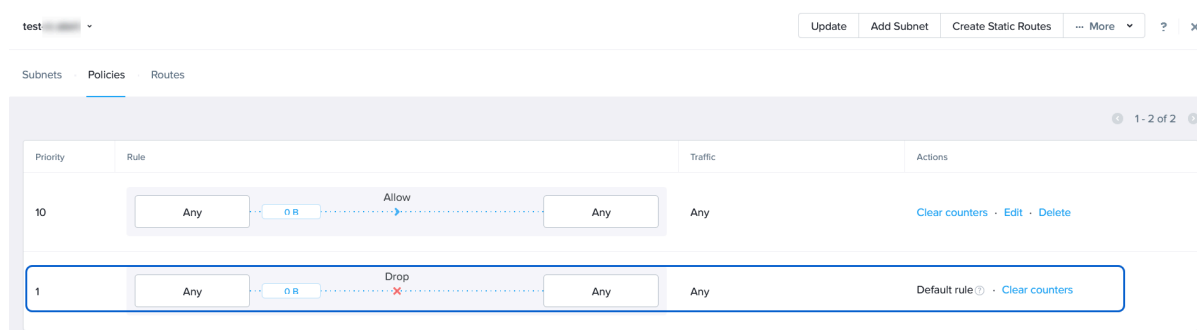 test
Update Add Subnet Create Static Routes ··· More ?
Subnets Policies Routes
1 - 2 of 2
Priority Rule Traffic Actions
Allow
10 Any 0 B Any Any Clear counters · Edit · Delete
Drop
1 Any 0 B Any Any Default rule ? · Clear counters